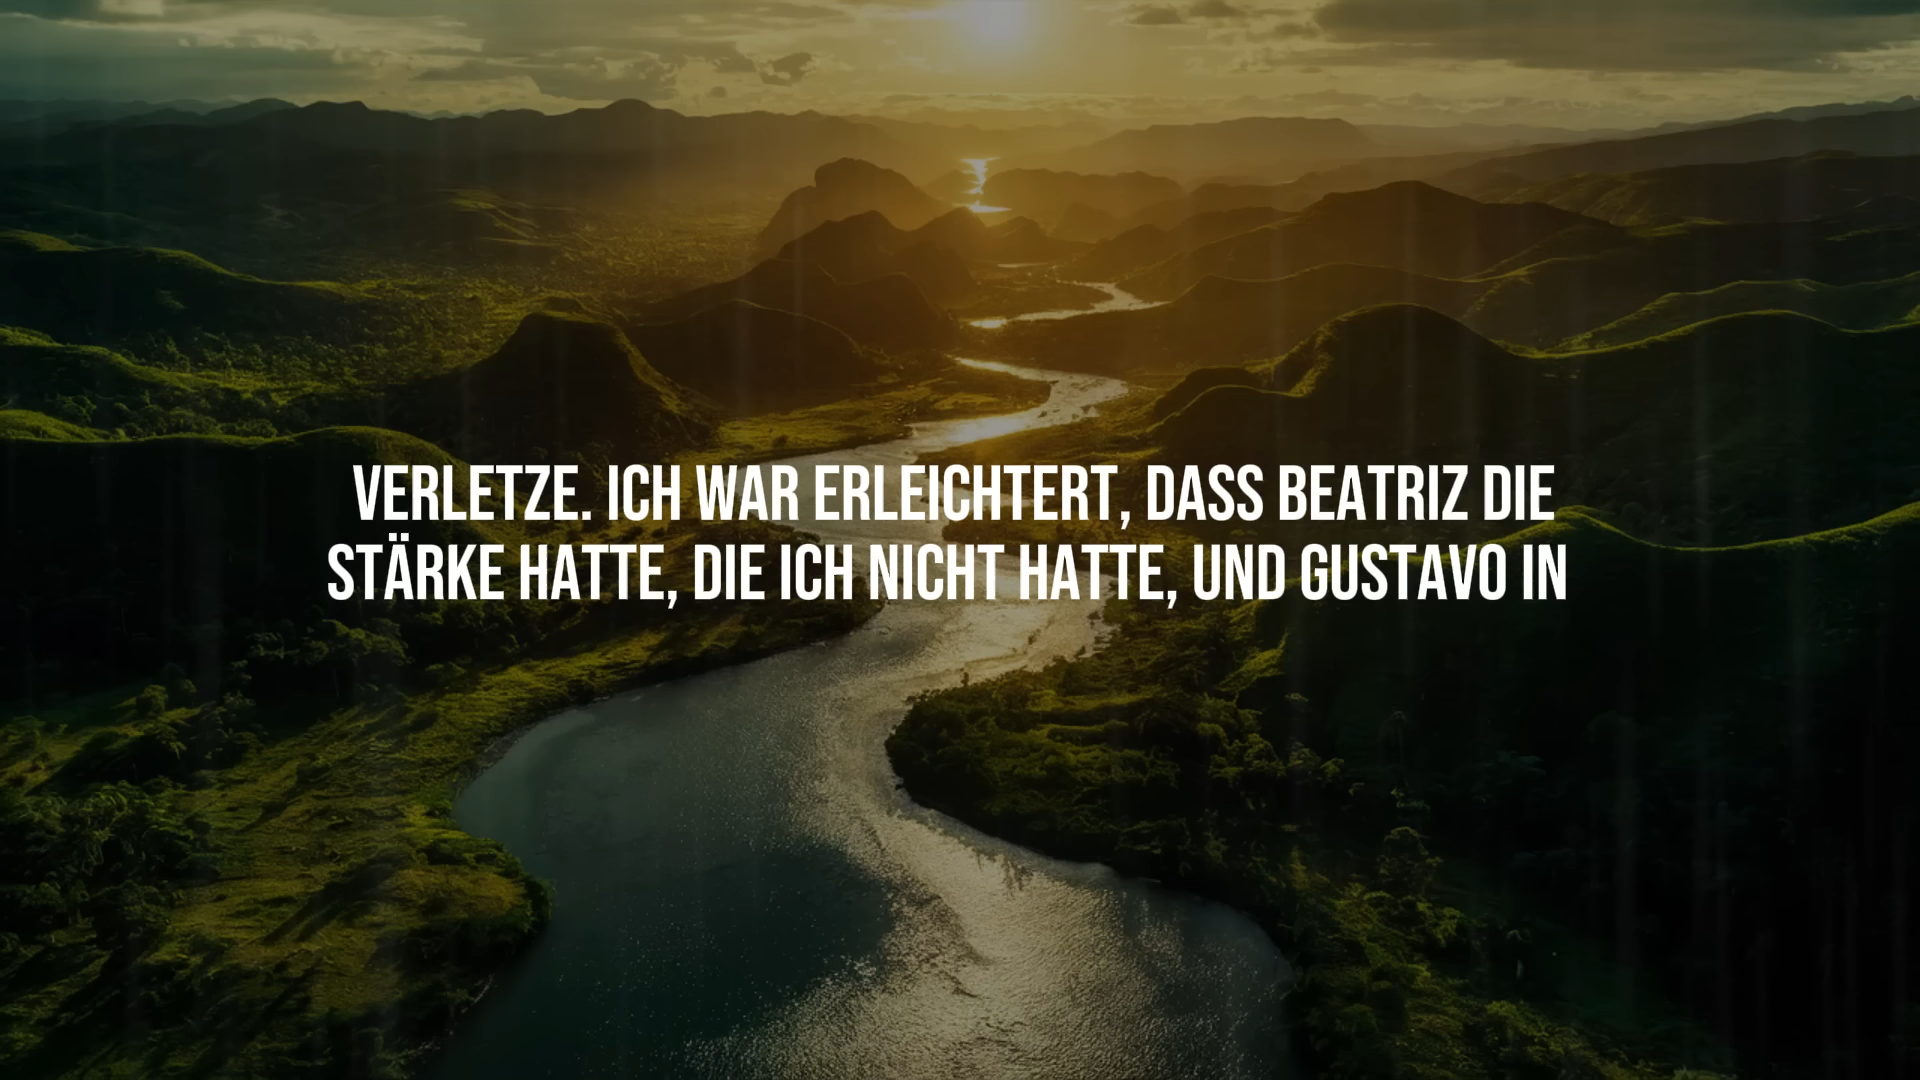 VERLETZE. ICH WAR ERLEICHTERT, DASS BEATRIZ DIE
STÄRKE HATTE, DIE ICH NICHT HATTE, UND GUSTAVO IN